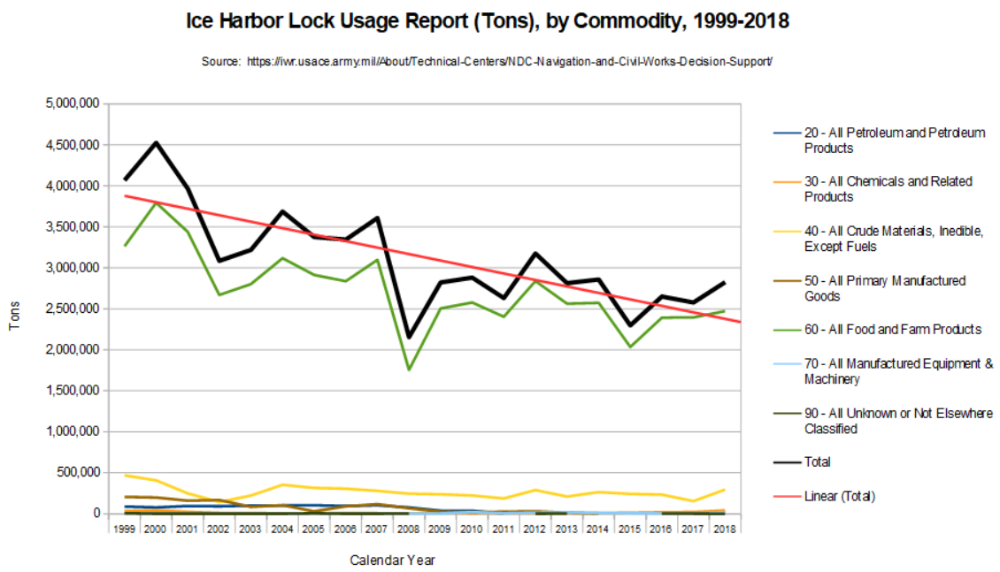 Ice Harbor Lock Usage Report (Tons), by Commodity, 1999-2018
Source: https://iwr.usace.army.mil/About/Technical-Centers/NDC-Navigation-and-Civil-Works-Decision-Support/
5,000,000
4,500,000
4,000,000
3,500,000
3,000,000
2,500,000
2,000,000
1,500,000
1,000,000
500,000
0
Tons
1999 2000 2001 2002 2003 2004 2005 2006 2007 2008 2009 2010 2011 2012 2013 2014 2015 2016 2017 2018
Calendar Year
20 - All Petroleum and Petroleum
Products
30 - All Chemicals and Related
Products
40 - All Crude Materials, Inedible,
Except Fuels
50 - All Primary Manufactured
Goods
60 - All Food and Farm Products
70 - All Manufactured Equipment &
Machinery
90 - All Unknown or Not Elsewhere
Classified
Total
Linear (Total)